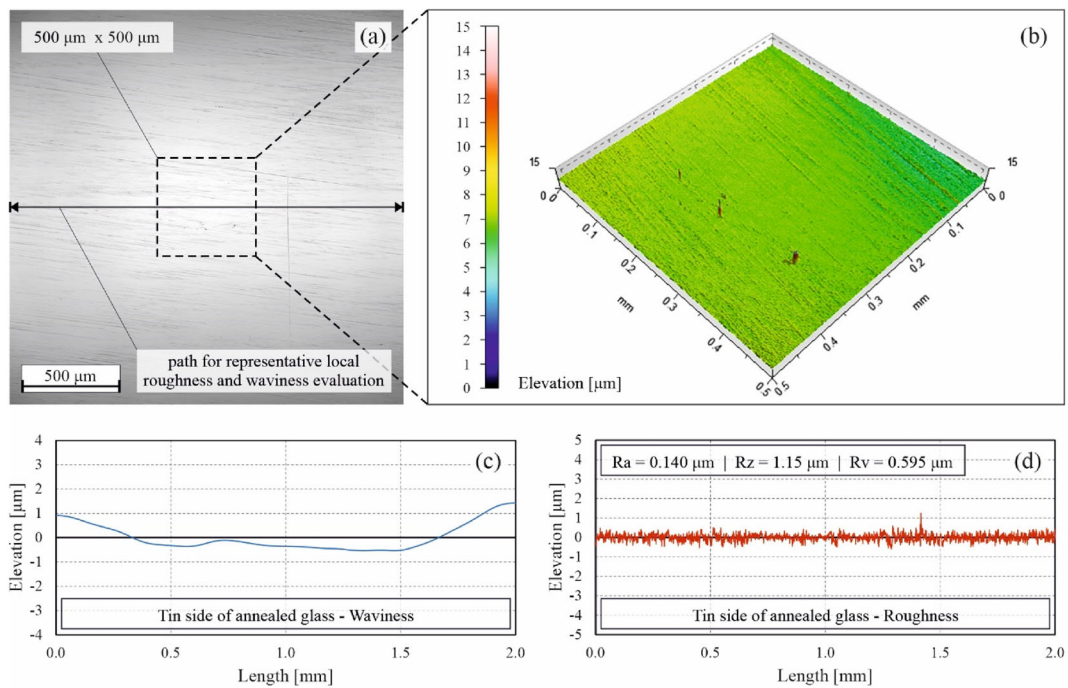 500 μm x 500 μm
(a)
path for representative local
roughness and waviness evaluation
500 μm
15
14
13
12
11
10
9
8
7
6
5
4
3
2
1
0
Elevation [μm]
(b)
15
0
0
0.1
0.2
mm
0.3
0.4
0.5
15
0
0
0.1
0.2
mm
0.3
0.4
0.5
(c)
Elevation [μm]
4
3
2
1
0
-1
-2
-3
-4
Tin side of annealed glass - Waviness
0.0 0.5 1.0 1.5 2.0
Length [mm]
(d)
Ra = 0.140 μm | Rz = 1.15 μm | Rv = 0.595 μm
Elevation [μm]
5
4
3
2
1
0
-1
-2
-3
-4
-5
Tin side of annealed glass - Roughness
0.0 0.5 1.0 1.5 2.0
Length [mm]